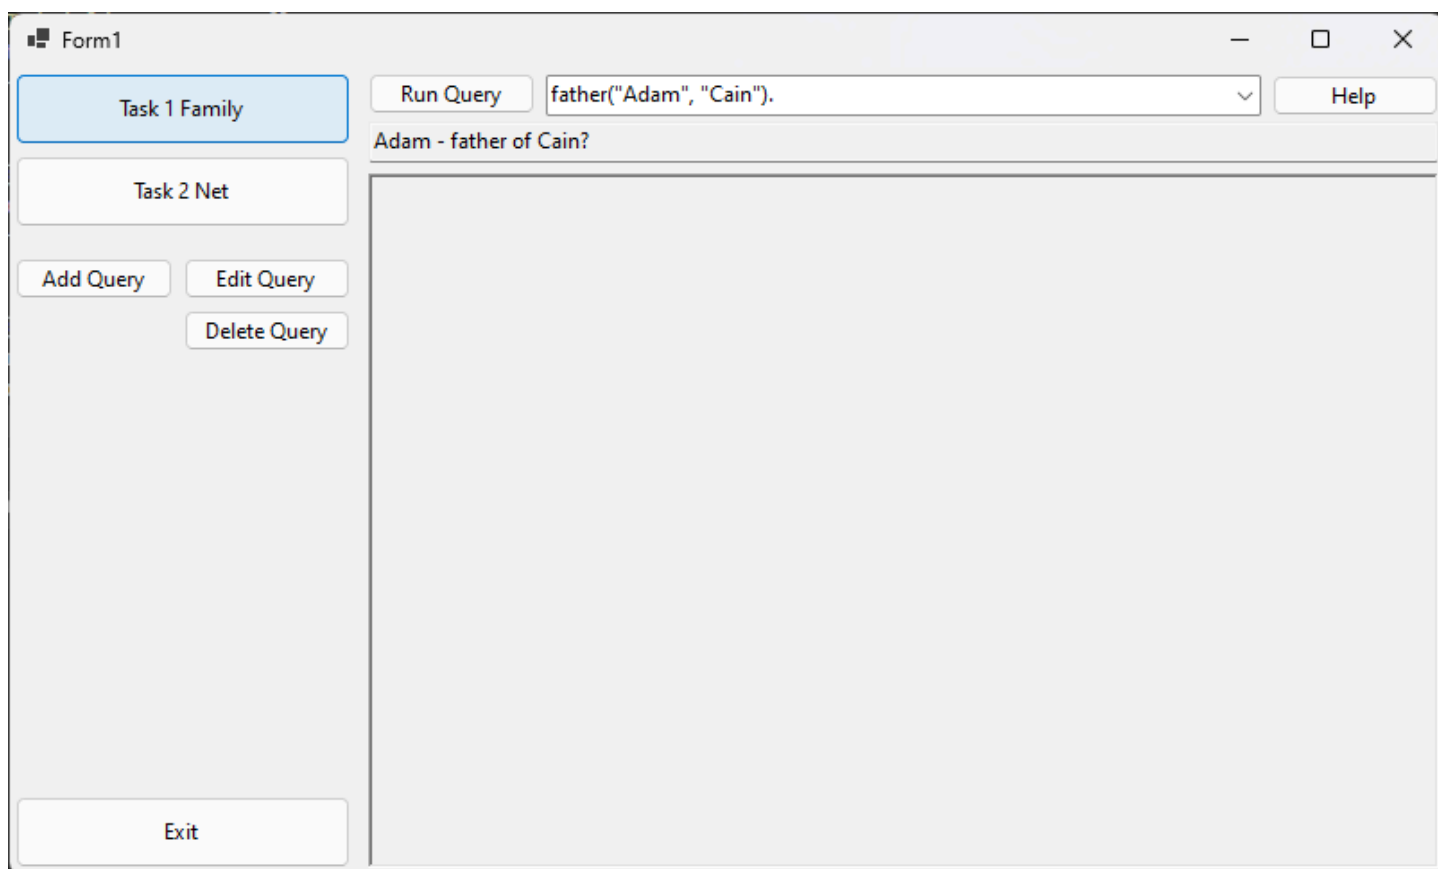 Form1
Task 1 Family
Run Query
father("Adam", "Cain").
Help
Adam - father of Cain?
Task 2 Net
Add Query
Edit Query
Delete Query
Exit